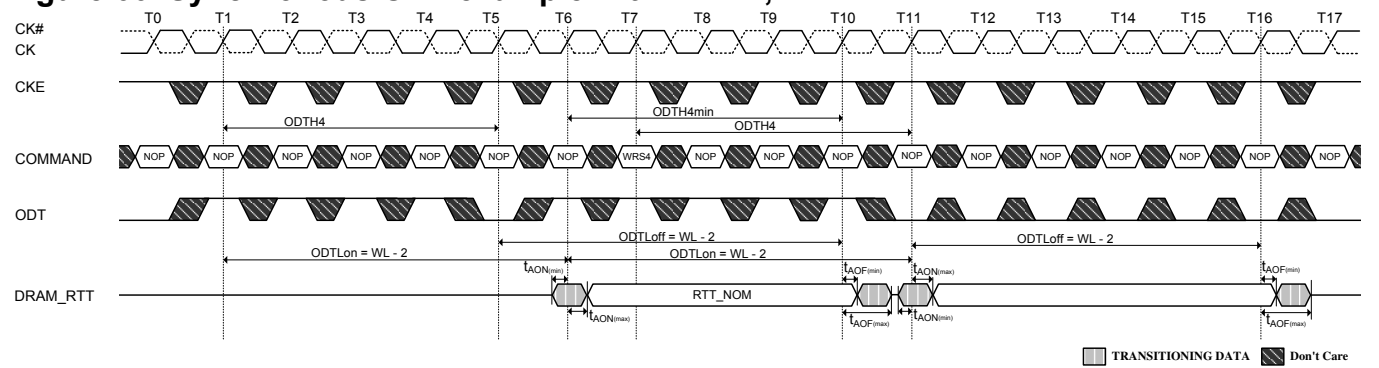 T0 T1 T2 T3 T4 T5 T6 T7 T8 T9 T10 T11 T12 T13 T14 T15 T16 T17
CK#
CK
CKE
ODTH4min
ODTH4
ODTH4
COMMAND NOP NOP NOP NOP NOP NOP NOP WRS4 NOP NOP NOP NOP NOP NOP NOP NOP NOP NOP
ODT
ODTLoff = WL - 2 ODTLoff = WL - 2
ODTLon = WL - 2 ODTLon = WL - 2
tAON(min) tAOF(min) tAON(max) tAOF(min)
DRAM_RTT RTT_NOM
tAON(max) tAOF(max) tAON(min) tAOF(max)
TRANSITIONING DATA Don't Care